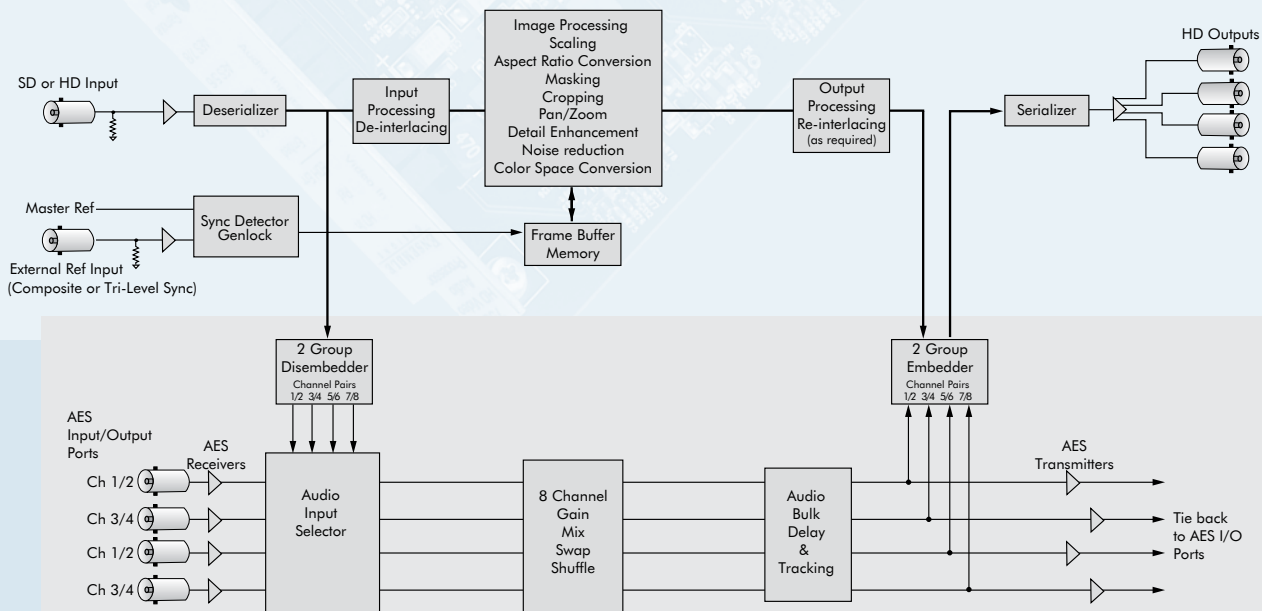 SD or HD Input
Deserializer
Input
Processing
De-interlacing
Image Processing
Scaling
Aspect Ratio Conversion
Masking
Cropping
Pan/Zoom
Detail Enhancement
Noise reduction
Color Space Conversion
Output
Processing
Re-interlacing
(as required)
Serializer
HD Outputs
Master Ref
Sync Detector
Genlock
Frame Buffer
Memory
External Ref Input
(Composite or Tri-Level Sync)
2 Group
Disembedder
Channel Pairs
1/2 3/4 5/6 7/8
2 Group
Embedder
Channel Pairs
1/2 3/4 5/6 7/8
AES
Input/Output
Ports
AES
Receivers
Ch 1/2
Ch 3/4
Ch 1/2
Ch 3/4
Audio
Input
Selector
8 Channel
Gain
Mix
Swap
Shuffle
Audio
Bulk
Delay
&
Tracking
AES
Transmitters
Tie back
to AES I/O
Ports